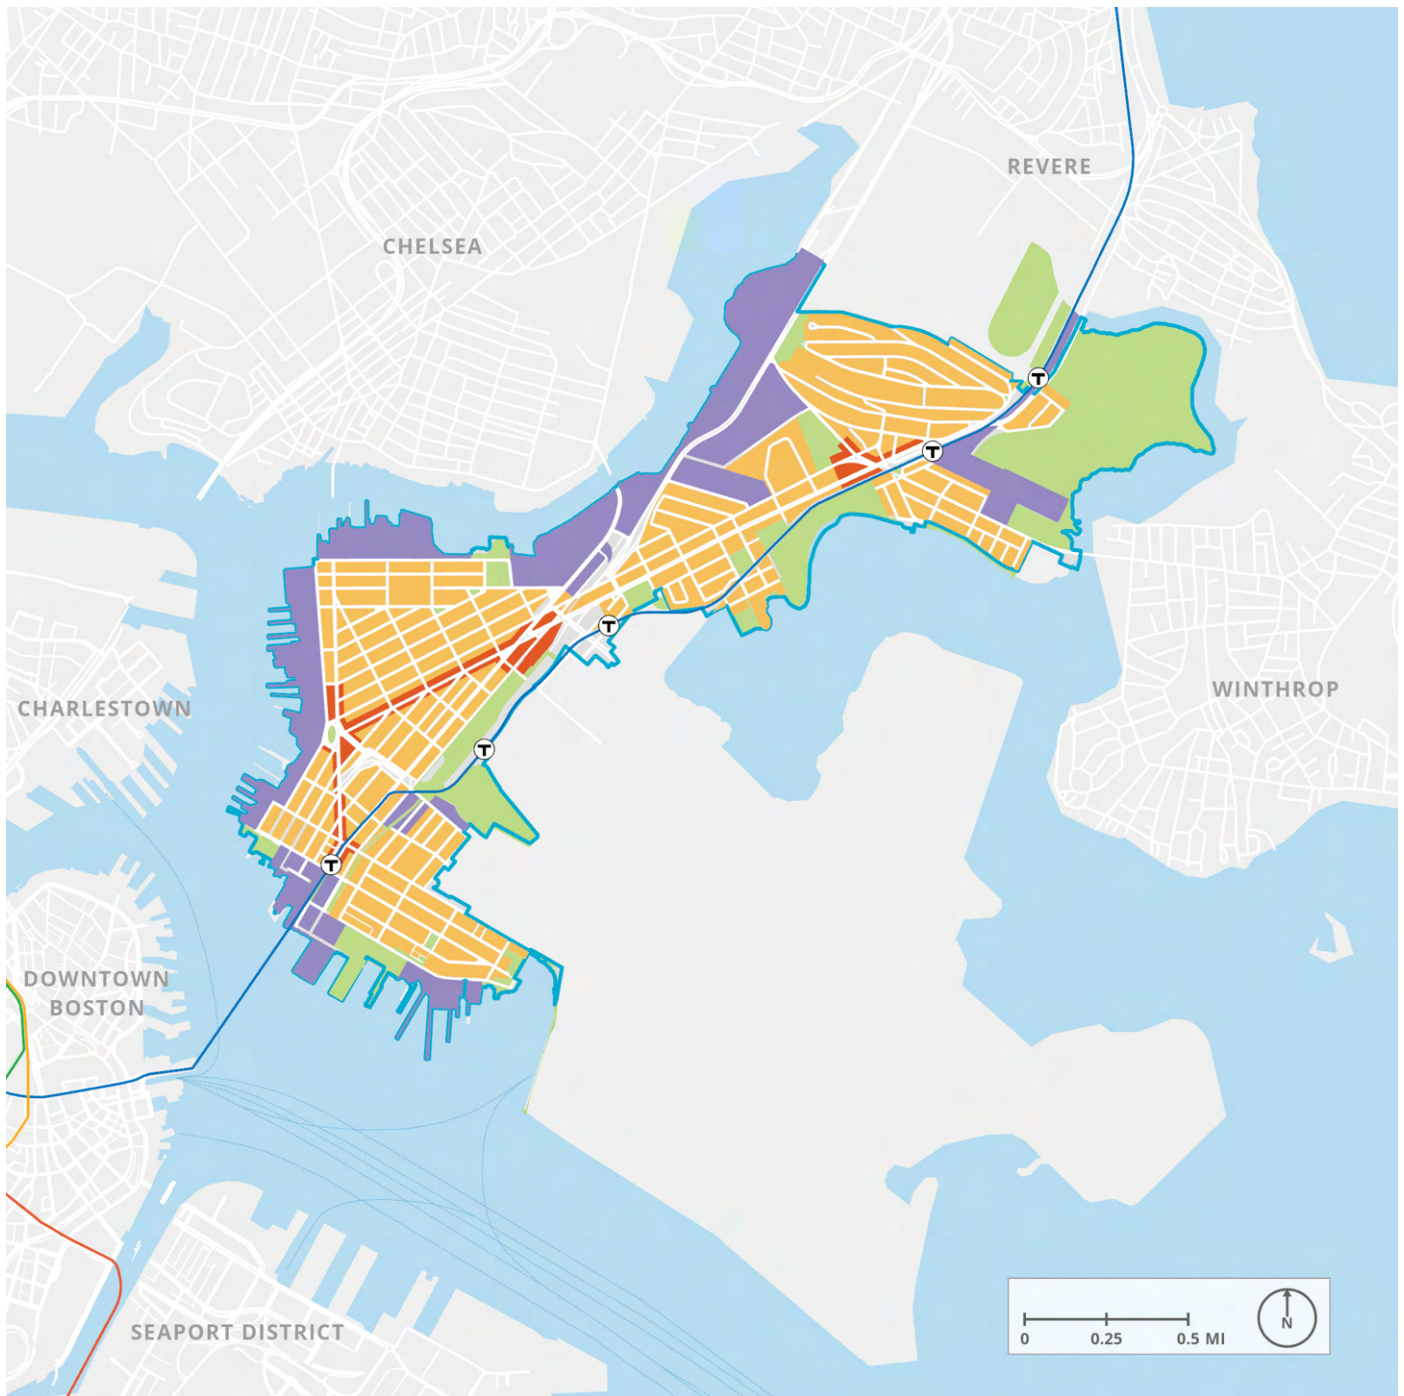 REVERE
CHELSEA
T
T
T
WINTHROP
CHARLESTOWN
T
T
DOWNTOWN
BOSTON
N
0 0.25 0.5 MI
SEAPORT DISTRICT